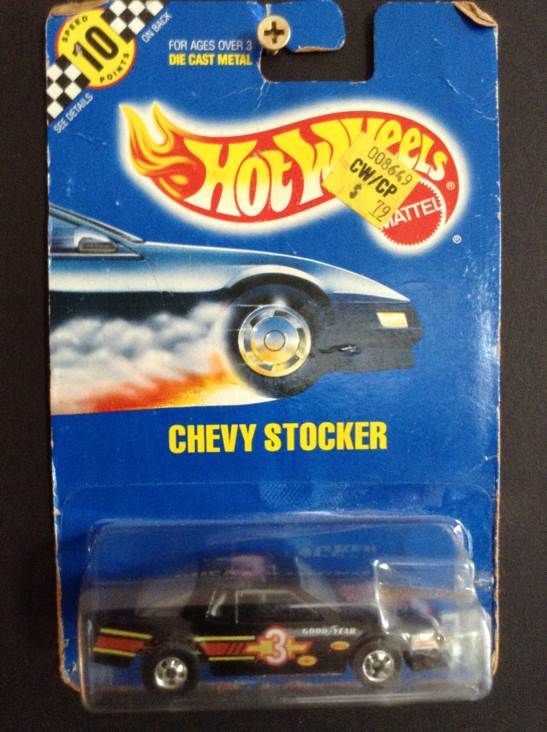 SPEED
10
POINTS
ON BACK
SEE DETAILS
FOR AGES OVER 3
DIE CAST METAL
HOT WHEELS®
008649
CW/CP
$ .79
MATTEL
®
CHEVY STOCKER
3
GOODYEAR